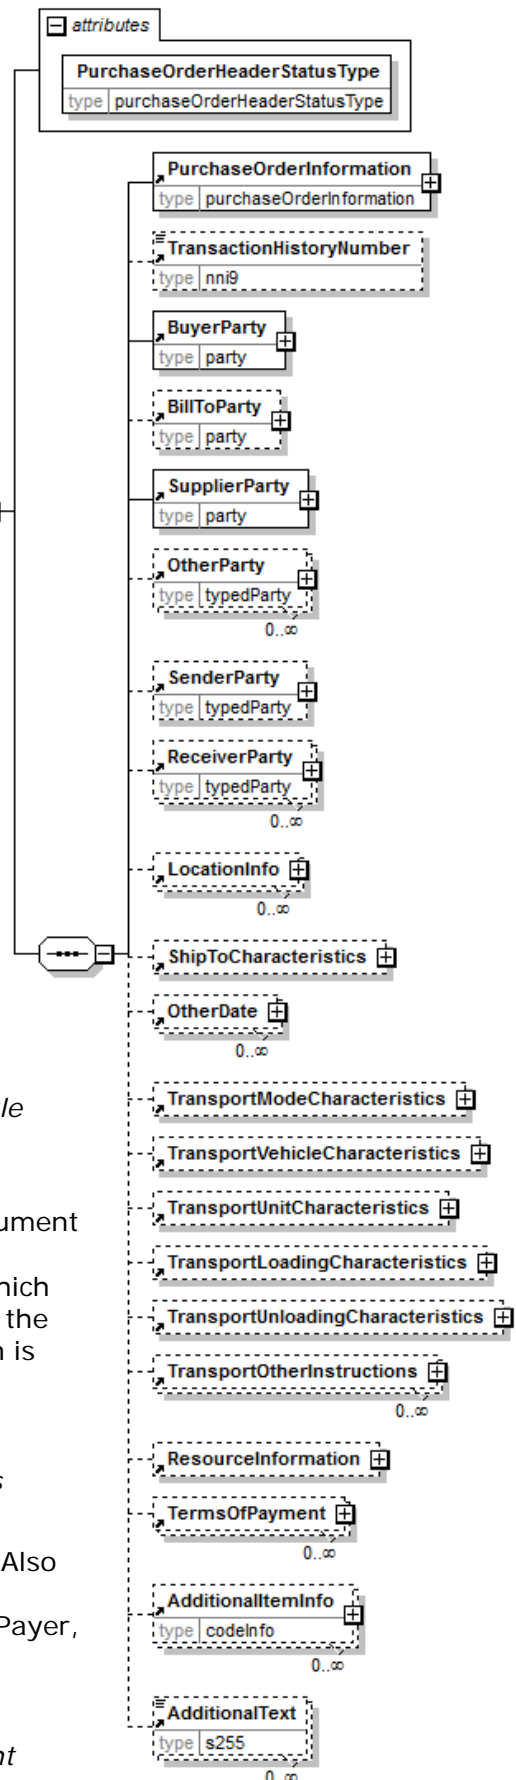 attributes
PurchaseOrderHeaderStatusType
type purchaseOrderHeaderStatusType
PurchaseOrderInformation
type purchaseOrderInformation
TransactionHistoryNumber
type nni9
BuyerParty
type party
BillToParty
type party
SupplierParty
type party
OtherParty
type typedParty
0..∞
SenderParty
type typedParty
ReceiverParty
type typedParty
0..∞
LocationInfo
0..∞
ShipToCharacteristics
OtherDate
0..∞
TransportModeCharacteristics
TransportVehicleCharacteristics
TransportUnitCharacteristics
TransportLoadingCharacteristics
TransportUnloadingCharacteristics
TransportOtherInstructions
0..∞
ResourceInformation
TermsOfPayment
0..∞
AdditionalItemInfo
type codeInfo
0..∞
AdditionalText
type s255
0..∞
le
ument
hich
the
n is
s
Also
Payer,
nt